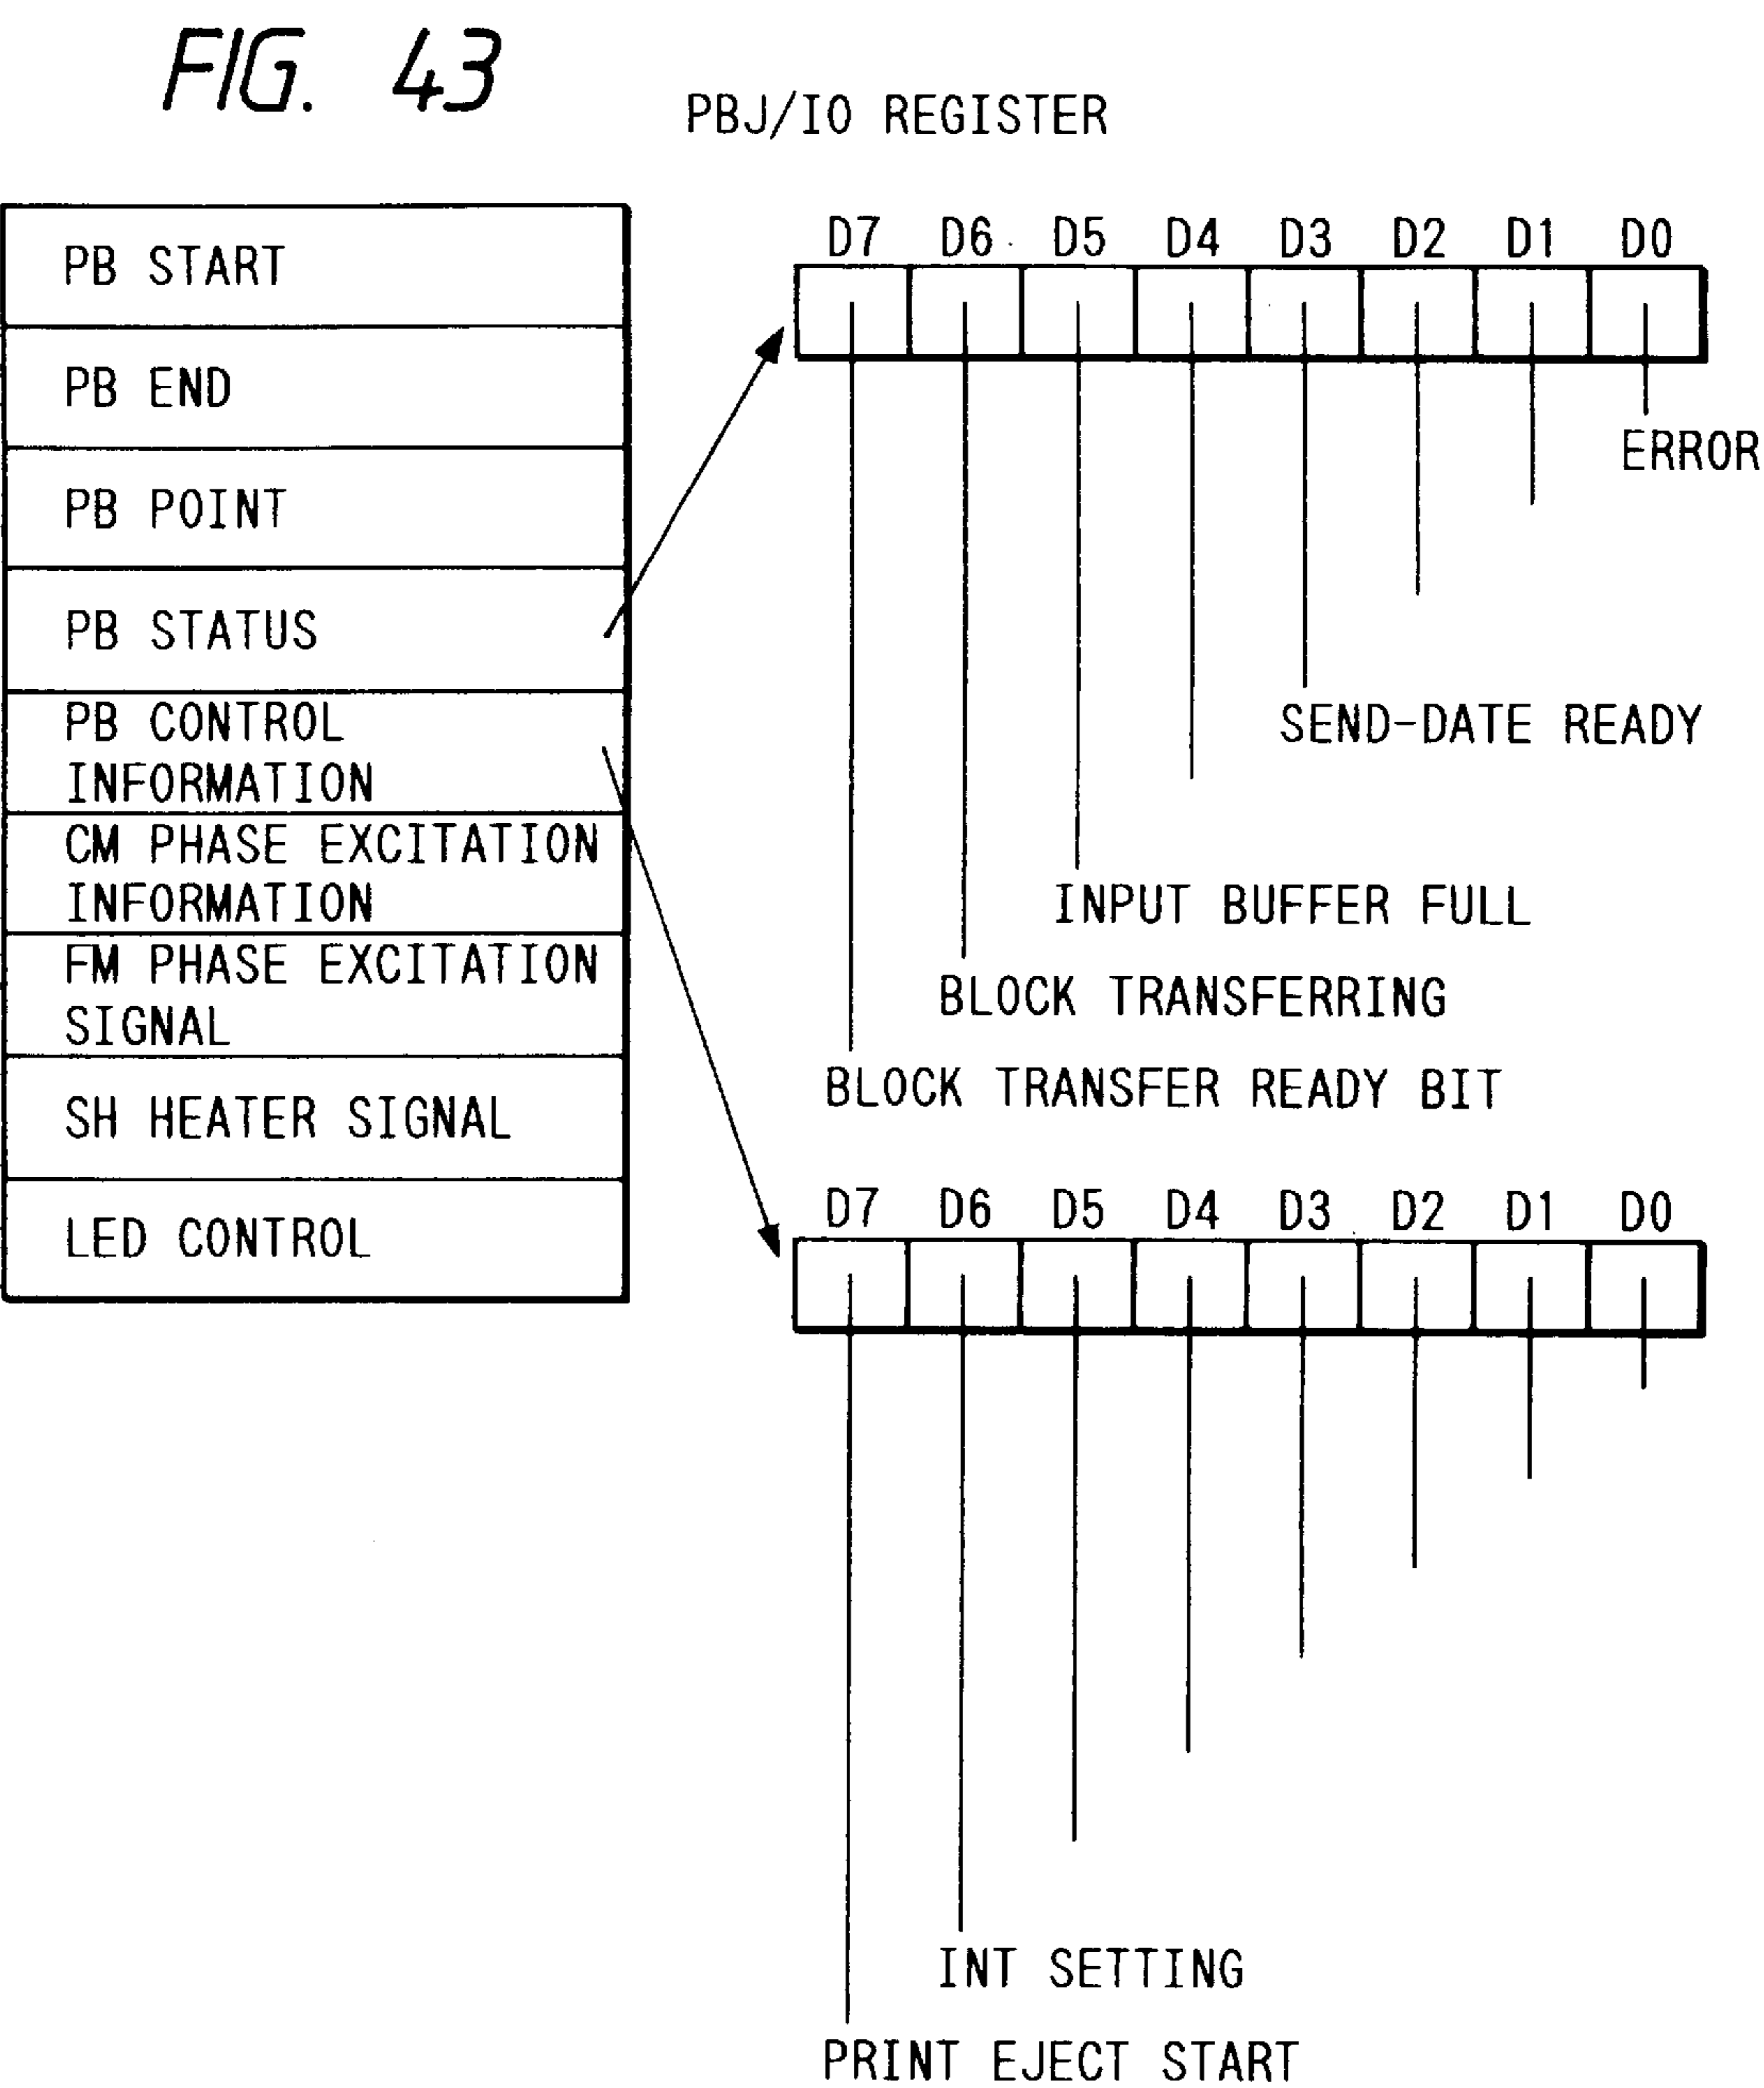 FIG. 43
PBJ/IO REGISTER
PB START
PB END
PB POINT
PB STATUS
PB CONTROL
INFORMATION
CM PHASE EXCITATION
INFORMATION
FM PHASE EXCITATION
SIGNAL
SH HEATER SIGNAL
LED CONTROL
D7 D6 D5 D4 D3 D2 D1 D0
ERROR
SEND-DATE READY
INPUT BUFFER FULL
BLOCK TRANSFERRING
BLOCK TRANSFER READY BIT
D7 D6 D5 D4 D3 D2 D1 D0
INT SETTING
PRINT EJECT START